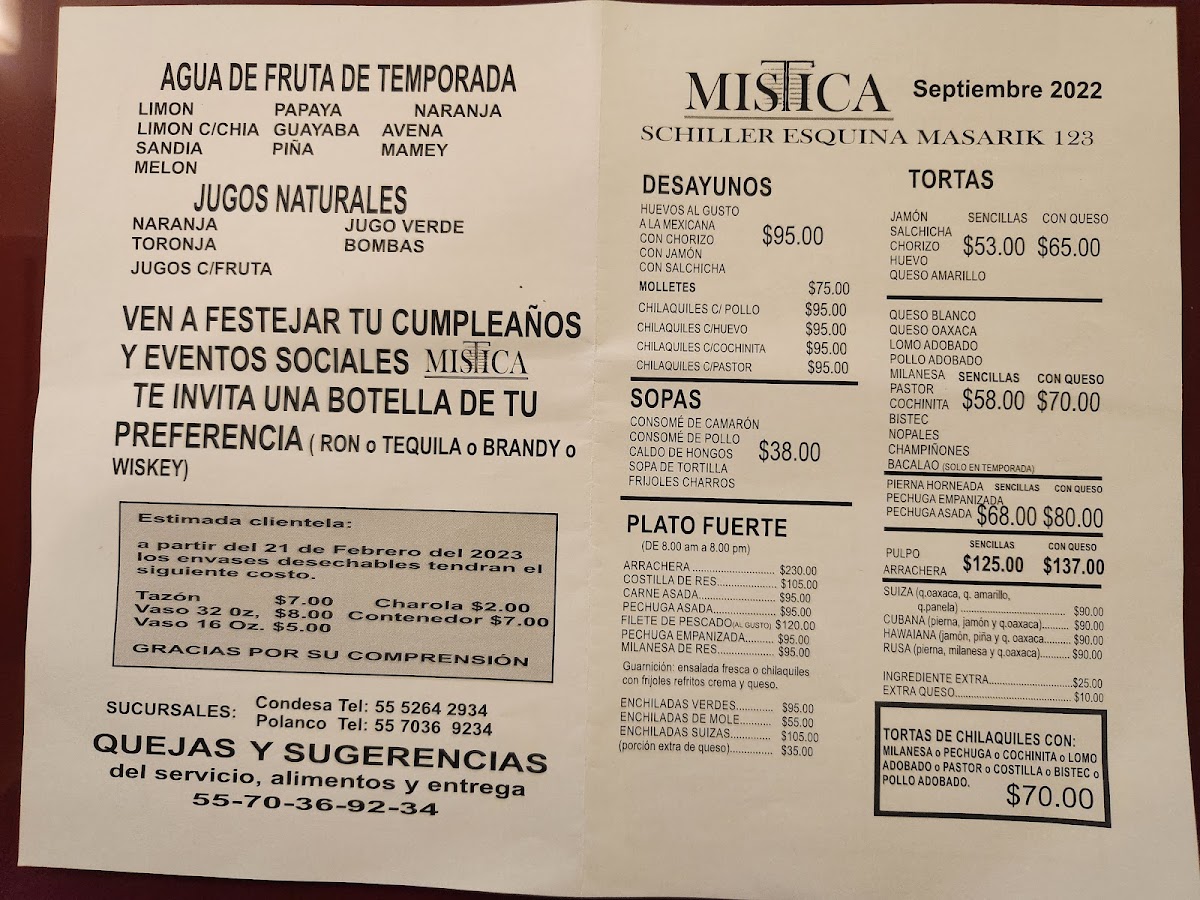 AGUA DE FRUTA DE TEMPORADA
LIMON PAPAYA NARANJA
LIMON C/CHIA GUAYABA AVENA
SANDIA PIÑA MAMEY
MELON
JUGOS NATURALES
NARANJA JUGO VERDE
TORONJA BOMBAS
JUGOS C/FRUTA
VEN A FESTEJAR TU CUMPLEAÑOS
Y EVENTOS SOCIALES MISTICA
TE INVITA UNA BOTELLA DE TU
PREFERENCIA ( RON o TEQUILA o BRANDY o
WISKEY)
Estimada clientela:
a partir del 21 de Febrero del 2023
los envases desechables tendran el
siguiente costo.
Tazón $7.00 Charola $2.00
Vaso 32 0z, $8.00 Contenedor $7.00
Vaso 16 Oz. $5.00
GRACIAS POR SU COMPRENSIÓN
SUCURSALES: Condesa Tel: 55 5264 2934
Polanco Tel: 55 7036 9234
QUEJAS Y SUGERENCIAS
del servicio, alimentos y entrega
55-70-36-92-34
MISTICA Septiembre 2022
SCHILLER ESQUINA MASARIK 123
DESAYUNOS
HUEVOS AL GUSTO
A LA MEXICANA
CON CHORIZO $95.00
CON JAMÓN
CON SALCHICHA
MOLLETES $75.00
CHILAQUILES C/ POLLO $95.00
CHILAQUILES C/HUEVO $95.00
CHILAQUILES C/COCHINITA $95.00
CHILAQUILES C/PASTOR $95.00
SOPAS
CONSOMÉ DE CAMARÓN
CONSOMÉ DE POLLO
CALDO DE HONGOS $38.00
SOPA DE TORTILLA
FRIJOLES CHARROS
PLATO FUERTE
(DE 8.00 am a 8.00 pm)
ARRACHERA ........................... $230.00
COSTILLA DE RES................... $105.00
CARNE ASADA........................ $95.00
PECHUGA ASADA.................... $95.00
FILETE DE PESCADO(AL GUSTO) $120.00
PECHUGA EMPANIZADA.......... $95.00
MILANESA DE RES................... $95.00
Guarnición: ensalada fresca o chilaquiles
con frijoles refritos crema y queso.
ENCHILADAS VERDES............ $95.00
ENCHILADAS DE MOLE.......... $55.00
ENCHILADAS SUIZAS............. $105.00
(porción extra de queso).............. $35.00
TORTAS
JAMÓN SENCILLAS CON QUESO
SALCHICHA
CHORIZO $53.00 $65.00
HUEVO
QUESO AMARILLO
QUESO BLANCO
QUESO OAXACA
LOMO ADOBADO
POLLO ADOBADO
MILANESA SENCILLAS CON QUESO
PASTOR
COCHINITA $58.00 $70.00
BISTEC
NOPALES
CHAMPIÑONES
BACALAO (SOLO EN TEMPORADA)
PIERNA HORNEADA SENCILLAS CON QUESO
PECHUGA EMPANIZADA
PECHUGA ASADA $68.00 $80.00
SENCILLAS CON QUESO
PULPO
ARRACHERA $125.00 $137.00
SUIZA (q.oaxaca, q. amarillo,
q.panela) .................................. $90.00
CUBANA (pierna, jamón y q.oaxaca)......... $90.00
HAWAIANA (jamón, piña y q. oaxaca......... $90.00
RUSA (pierna, milanesa y q.oaxaca).......... $90.00
INGREDIENTE EXTRA...........................$25.00
EXTRA QUESO......................................$10.00
TORTAS DE CHILAQUILES CON:
MILANESA o PECHUGA o COCHINITA o LOMO
ADOBADO o PASTOR o COSTILLA o BISTEC o
POLLO ADOBADO.
$70.00